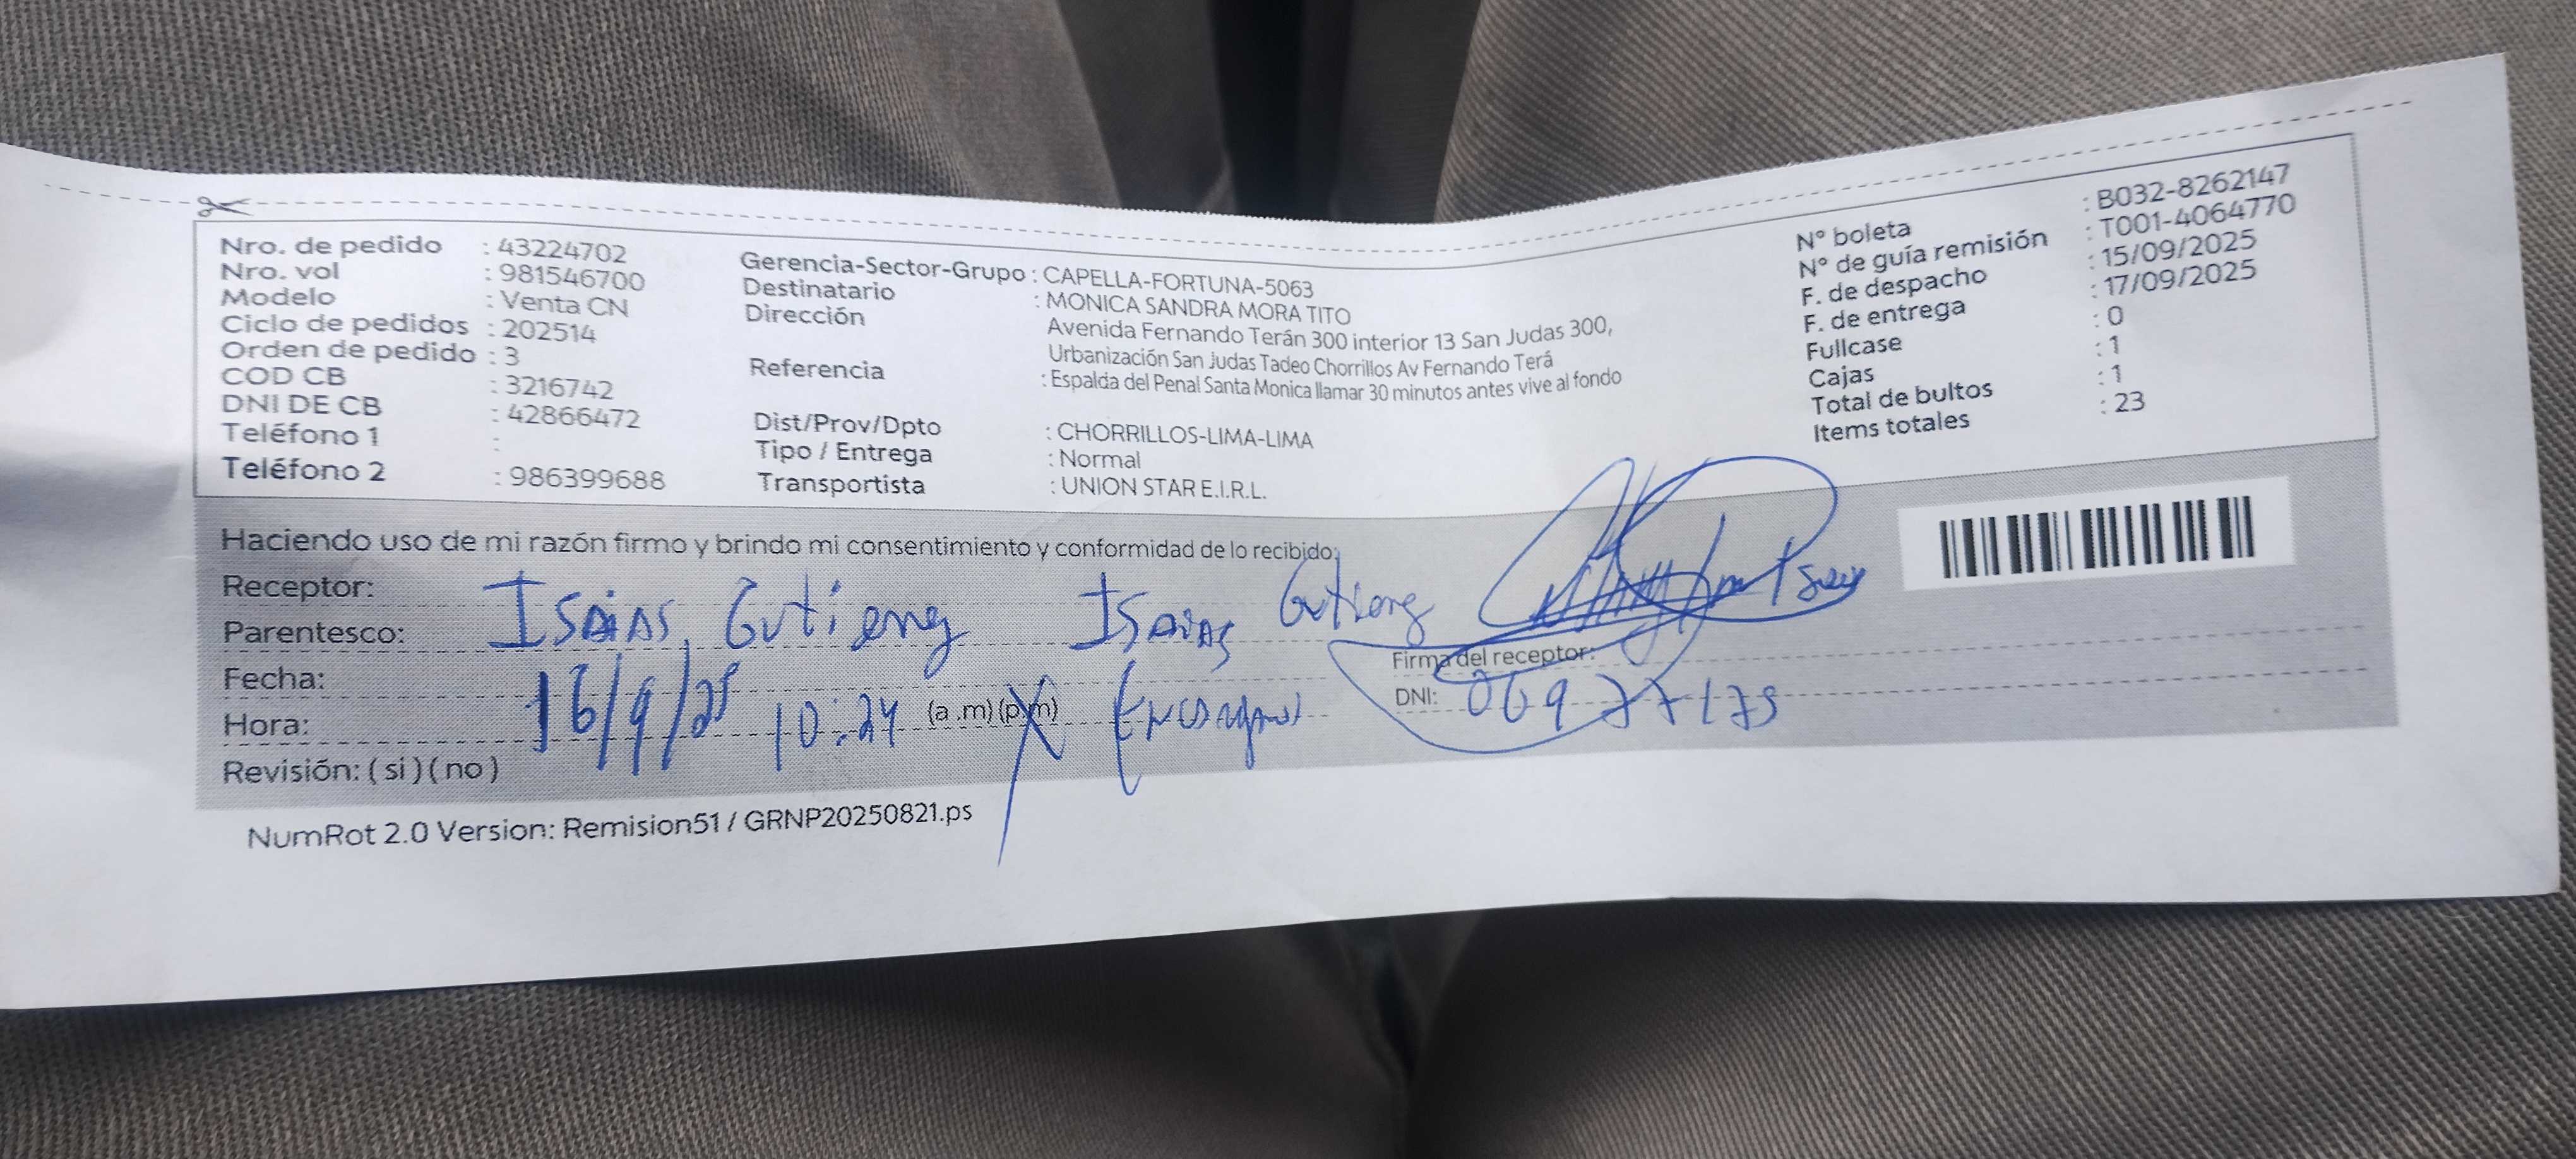 Nro. de pedido : 43224702
Nro. vol : 981546700
Modelo : Venta CN
Ciclo de pedidos : 202514
Orden de pedido : 3
COD CB : 3216742
DNI DE CB : 42866472
Teléfono 1 :
Teléfono 2 : 986399688
Gerencia-Sector-Grupo : CAPELLA-FORTUNA-5063
Destinatario : MONICA SANDRA MORA TITO
Dirección Avenida Fernando Terán 300 interior 13 San Judas 300,
Urbanización San Judas Tadeo Chorrillos Av Fernando Terá
Referencia : Espalda del Penal Santa Monica llamar 30 minutos antes vive al fondo
Dist/Prov/Dpto : CHORRILLOS-LIMA-LIMA
Tipo / Entrega : Normal
Transportista : UNION STAR E.I.R.L.
N° boleta : B032-8262147
N° de guía remisión : T001-4064770
F. de despacho : 15/09/2025
F. de entrega : 17/09/2025
Fullcase : 0
Cajas : 1
Total de bultos : 1
Items totales : 23
Haciendo uso de mi razón firmo y brindo mi consentimiento y conformidad de lo recibido:
Receptor:
Parentesco: Isaias Isaias
Fecha: 16/9/25
Hora: 10:24 (a.m)(p.m)
Revisión: ( si ) ( no )
Firma del receptor:
DNI: 06977175
NumRot 2.0 Version: Remision51 / GRNP20250821.ps